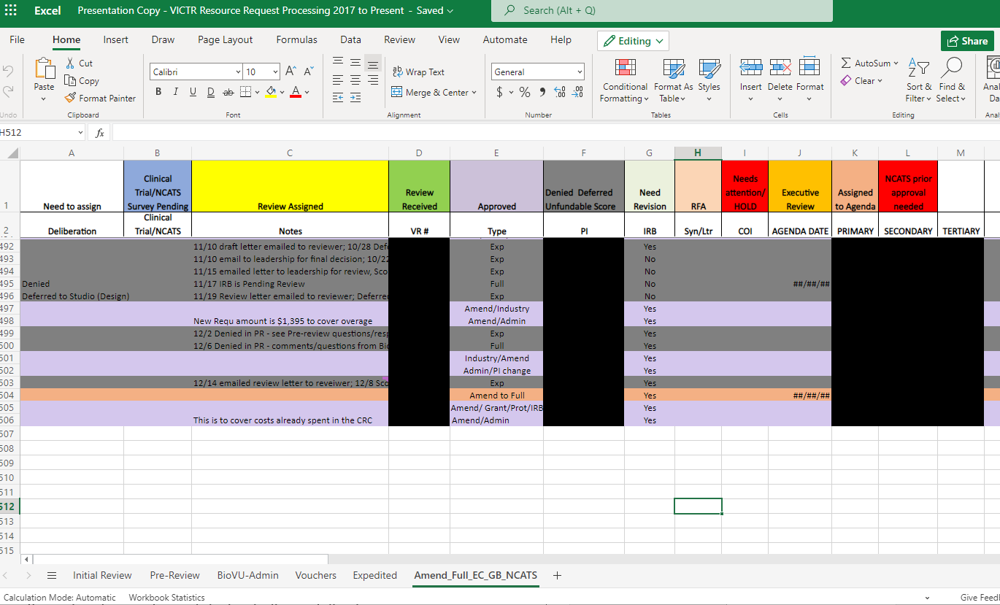 Excel Presentation Copy - VICTR Resource Request Processing 2017 to Present - Saved Search (Alt + Q)
File Home Insert Draw Page Layout Formulas Data Review View Automate Help Editing Share
Paste Cut Copy Format Painter
Calibri 10 A A
B I U D ab A
Wrap Text
Merge & Center
General
$ % 9 .00 .00
Conditional Formatting Format As Table Styles Insert Delete Format
AutoSum Clear Sort & Filter Find & Select
Undo Clipboard Font Alignment Number Tables Cells Editing
H512 fx
A B C D E F G H I J K L M
1 Need to assign Clinical Trial/NCATS Survey Pending Review Assigned Review Received Approved Denied Deferred Unfundable Score Need Revision RFA Needs attention/ HOLD Executive Review Assigned to Agenda NCATS prior approval needed
2 Deliberation Clinical Trial/NCATS Notes VR # Type PI IRB Syn/Ltr COI AGENDA DATE PRIMARY SECONDARY TERTIARY
492 11/10 draft letter emailed to reviewer; 10/28 Def Exp Yes
493 11/10 email to leadership for final decision; 10/22 Exp No
494 11/15 emailed letter to leadership for review, Sco Exp No
495 Denied 11/17 IRB is Pending Review Full No ##/##/##
496 Deferred to Studio (Design) 11/19 Review letter emailed to reviewer; Deferre Exp No
497 Amend/Industry Yes
498 New Requ amount is $1,395 to cover overage Amend/Admin Yes
499 12/2 Denied in PR - see Pre-review questions/res Exp Yes
500 12/6 Denied in PR - comments/questions from Bi Full Yes
501 Industry/Amend Yes
502 Admin/PI change Yes
503 12/14 emailed review letter to reveiwer; 12/8 Sco Exp Yes
504 Amend to Full Yes ##/##/##
505 Amend/ Grant/Prot/IRB Yes
506 This is to cover costs already spent in the CRC Amend/Admin Yes
507
508
509
510
511
512
513
514
515
Initial Review Pre-Review BioVU-Admin Vouchers Expedited Amend_Full_EC_GB_NCATS +
Calculation Mode: Automatic Workbook Statistics Give Feed